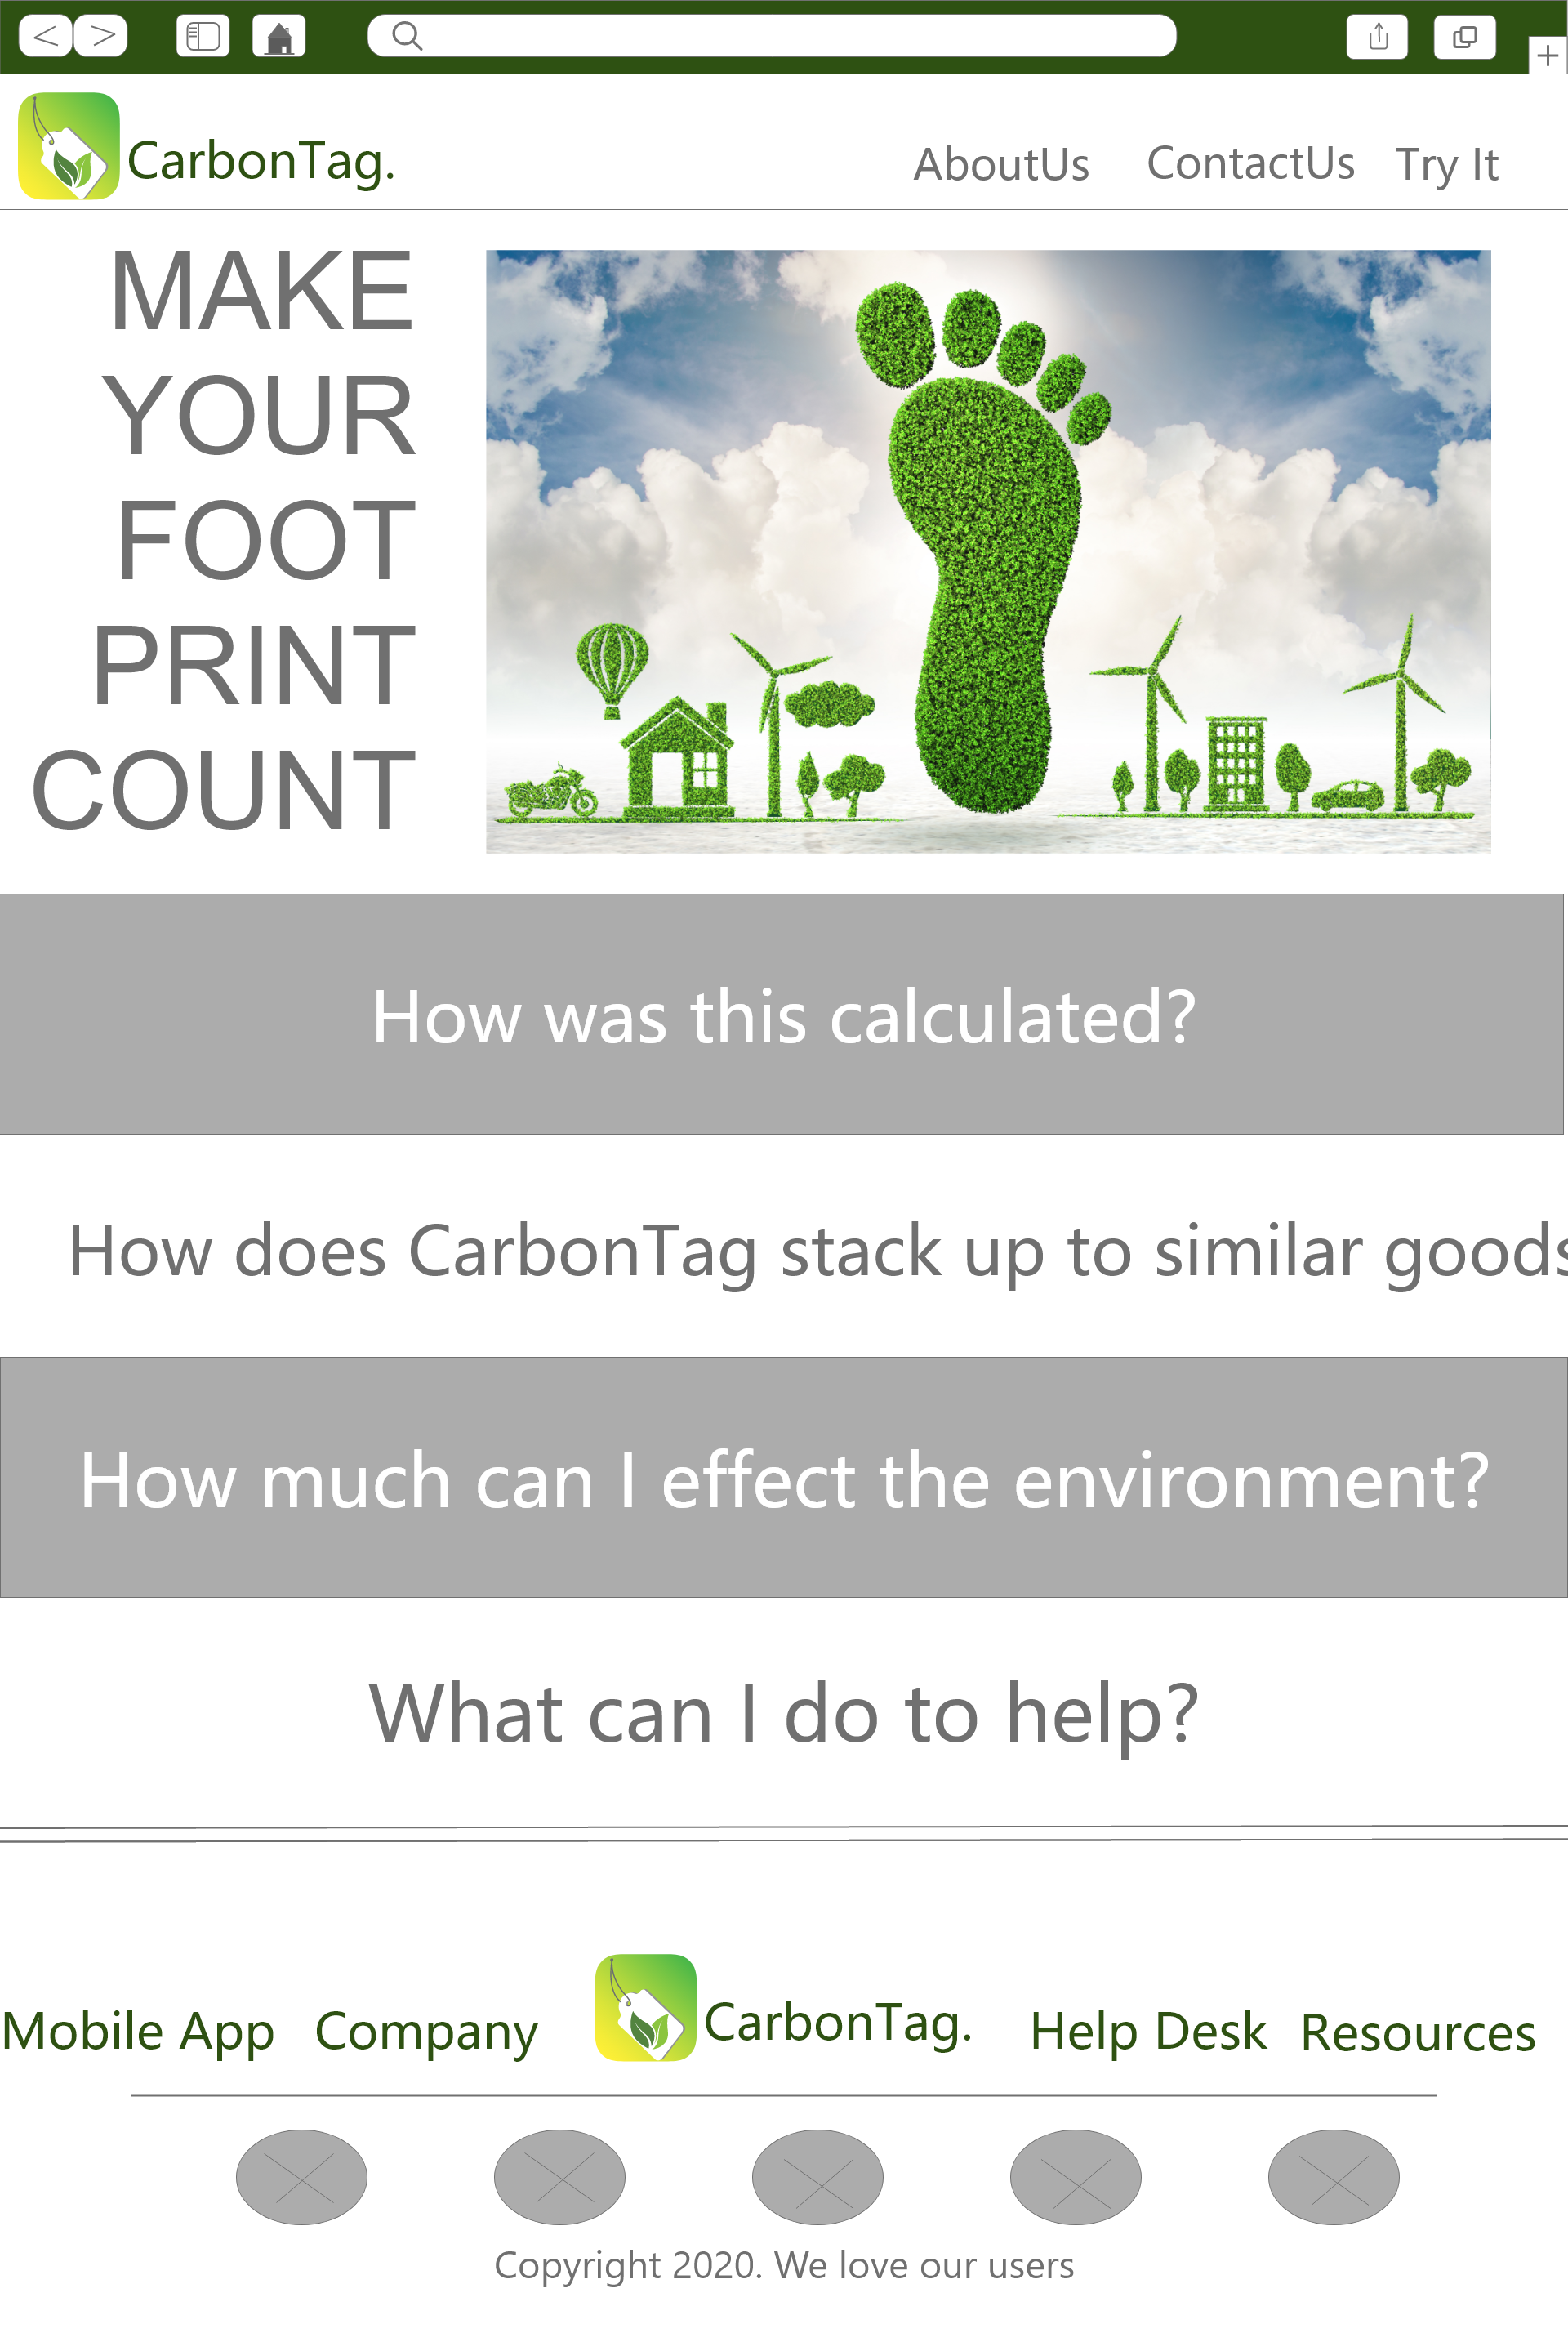 CarbonTag.
AboutUs ContactUs Try It
MAKE
YOUR
FOOT
PRINT
COUNT
How was this calculated?
How does CarbonTag stack up to similar goods
How much can I effect the environment?
What can I do to help?
Mobile App Company CarbonTag. Help Desk Resources
Copyright 2020. We love our users